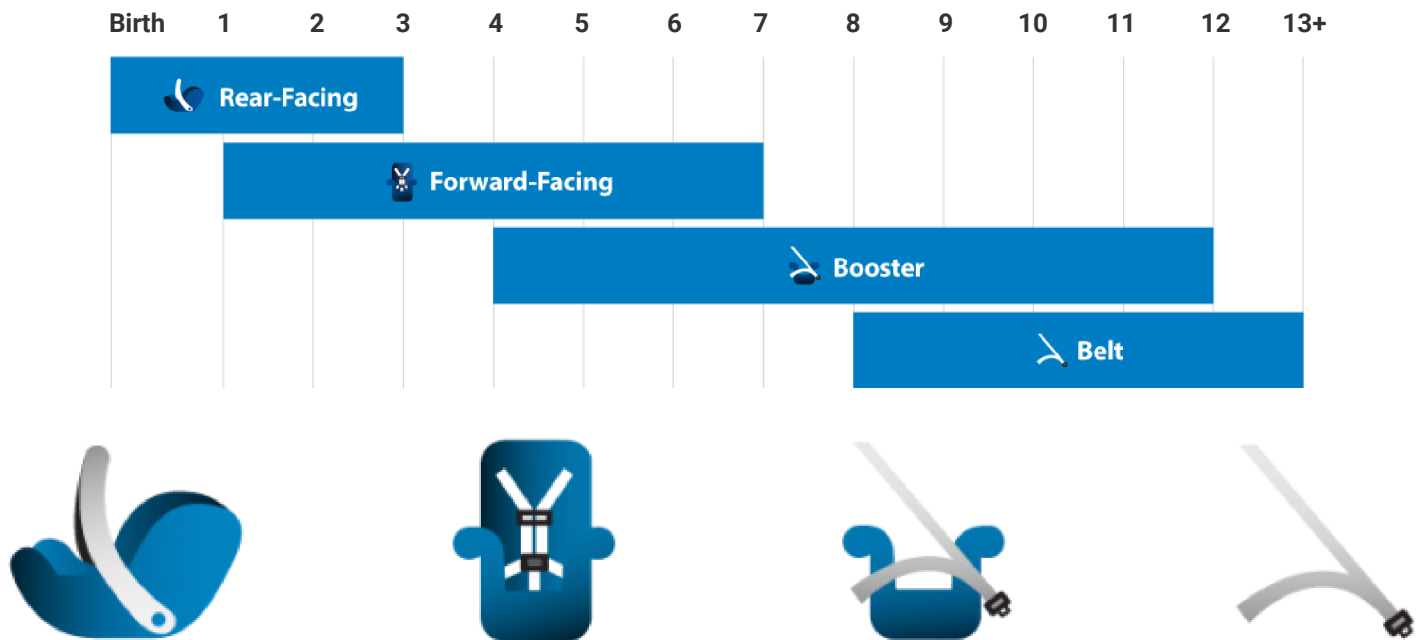 Birth 1 2 3 4 5 6 7 8 9 10 11 12 13+
Rear-Facing
Forward-Facing
Booster
Belt